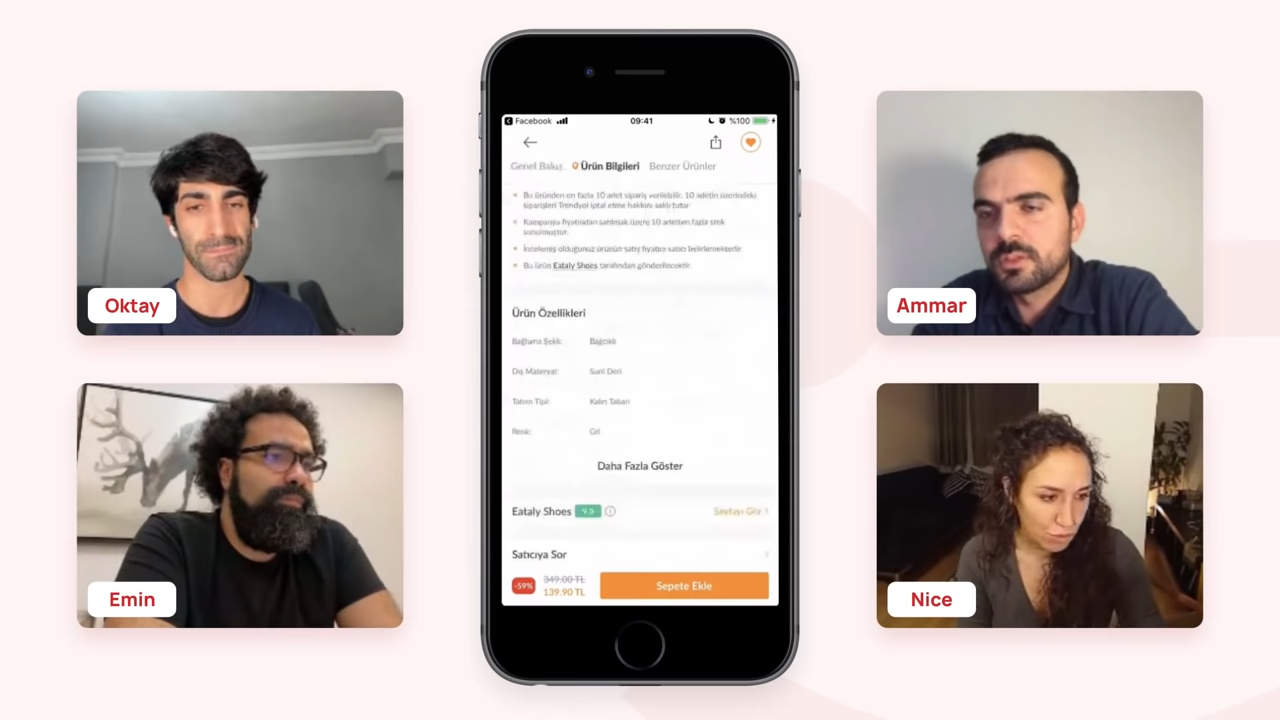 Oktay
Emin
Facebook
09:41
%100
Genel Bakış
Ürün Bilgileri
Benzer Ürünler
Bu üründen en fazla 10 adet sipariş verilebilir. 10 adetin üzerindeki
siparişleri Trendyol iptal etme hakkını saklı tutar.
Kampanya fiyatından satılmak üzere 10 adetten fazla stok
sunulmuştur.
İncelemiş olduğunuz ürünün satış fiyatını satıcı belirlemektedir.
Bu ürün Eataly Shoes tarafından gönderilecektir.
Ürün Özellikleri
Bağlama Şekli: Bağcıklı
Dış Materyal: Suni Deri
Taban Tipi: Kalın Taban
Renk: Gri
Daha Fazla Göster
Eataly Shoes 9.5
Satıcıya Sor
-59%
349.00 TL
139.90 TL
Sepete Ekle
Ammar
Nice